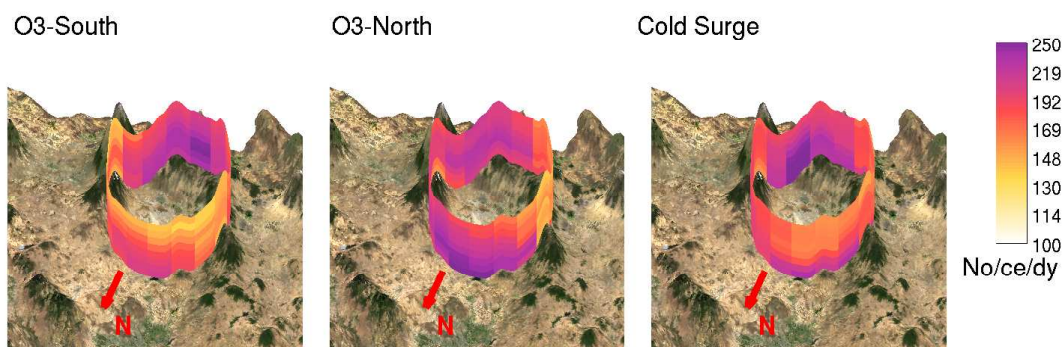 O3-South
O3-North
Cold Surge
250
219
192
169
148
130
114
100
No/ce/dy
N
N
N